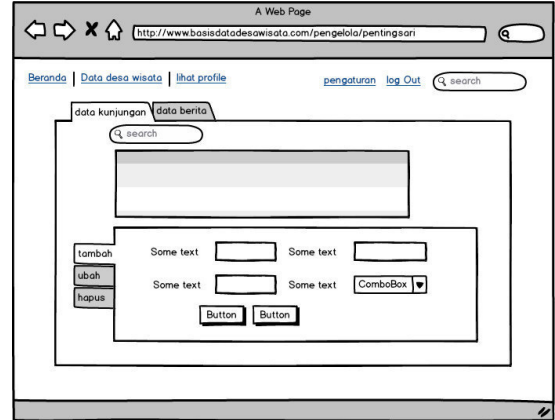 A Web Page
http://www.basisdatadesawisata.com/pengelola/pentingsari
Beranda Data desa wisata lihat profile pengaturan log Out search
data kunjungan data berita
search
tambah Some text Some text
ubah Some text Some text ComboBox
hapus
Button Button